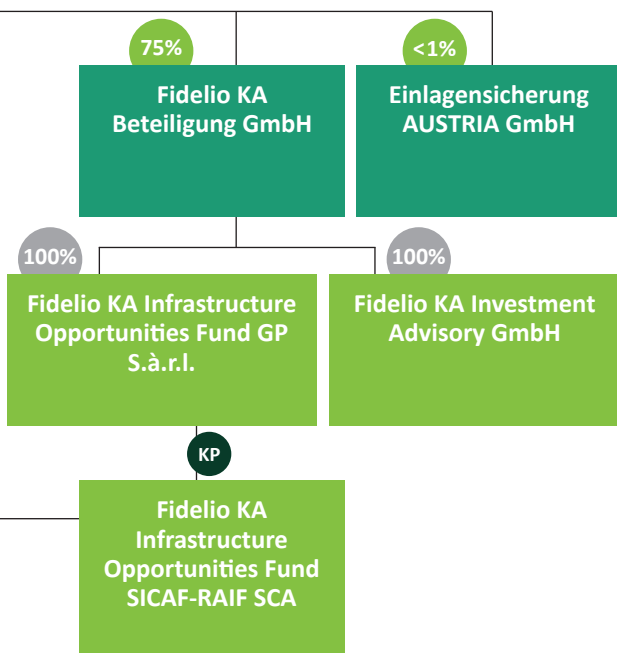 75%
Fidelio KA
Beteiligung GmbH
<1%
Einlagensicherung
AUSTRIA GmbH
100%
Fidelio KA Infrastructure
Opportunities Fund GP
S.à.r.l.
100%
Fidelio KA Investment
Advisory GmbH
KP
Fidelio KA
Infrastructure
Opportunities Fund
SICAF-RAIF SCA